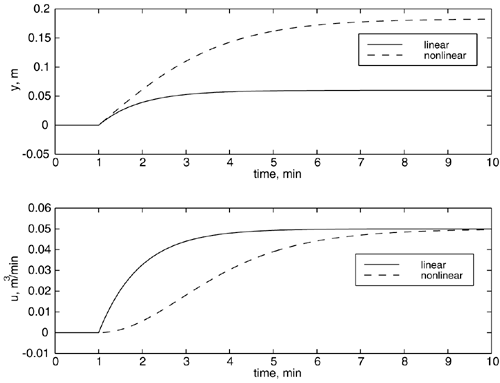 0.2
0.15
0.1
0.05
0
-0.05
y, m
linear
nonlinear
0 1 2 3 4 5 6 7 8 9 10
time, min
0.06
0.05
0.04
0.03
0.02
0.01
0
-0.01
u, m³/min
linear
nonlinear
0 1 2 3 4 5 6 7 8 9 10
time, min